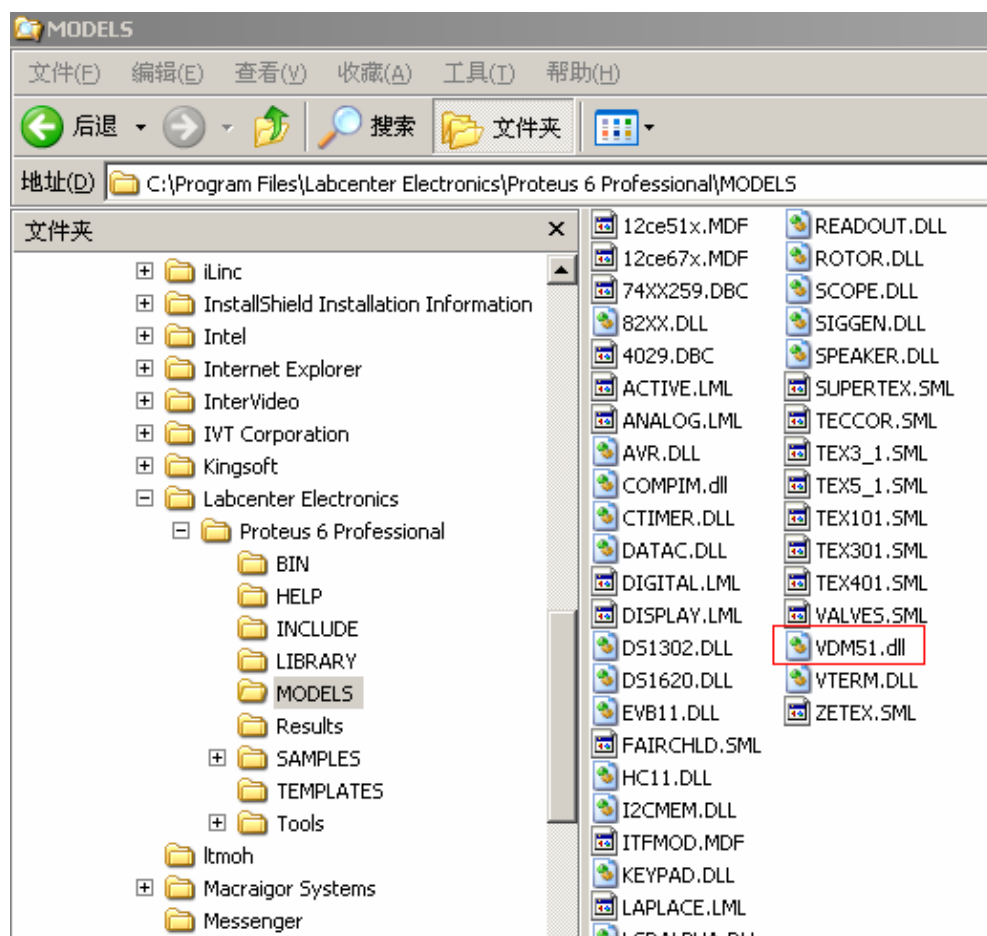 MODELS
文件(F) 编辑(E) 查看(V) 收藏(A) 工具(T) 帮助(H)
后退 搜索 文件夹
地址(D) C:\Program Files\Labcenter Electronics\Proteus 6 Professional\MODELS
文件夹
iLinc
InstallShield Installation Information
Intel
Internet Explorer
InterVideo
IVT Corporation
Kingsoft
Labcenter Electronics
Proteus 6 Professional
BIN
HELP
INCLUDE
LIBRARY
MODELS
Results
SAMPLES
TEMPLATES
Tools
ltmoh
Macraigor Systems
Messenger
12ce51x.MDF
12ce67x.MDF
74XX259.DBC
82XX.DLL
4029.DBC
ACTIVE.LML
ANALOG.LML
AVR.DLL
COMPIM.dll
CTIMER.DLL
DATAC.DLL
DIGITAL.LML
DISPLAY.LML
DS1302.DLL
DS1620.DLL
EVB11.DLL
FAIRCHLD.SML
HC11.DLL
I2CMEM.DLL
ITFMOD.MDF
KEYPAD.DLL
LAPLACE.LML
READOUT.DLL
ROTOR.DLL
SCOPE.DLL
SIGGEN.DLL
SPEAKER.DLL
SUPERTEX.SML
TECCOR.SML
TEX3_1.SML
TEX5_1.SML
TEX101.SML
TEX301.SML
TEX401.SML
VALVES.SML
VDM51.dll
VTERM.DLL
ZETEX.SML